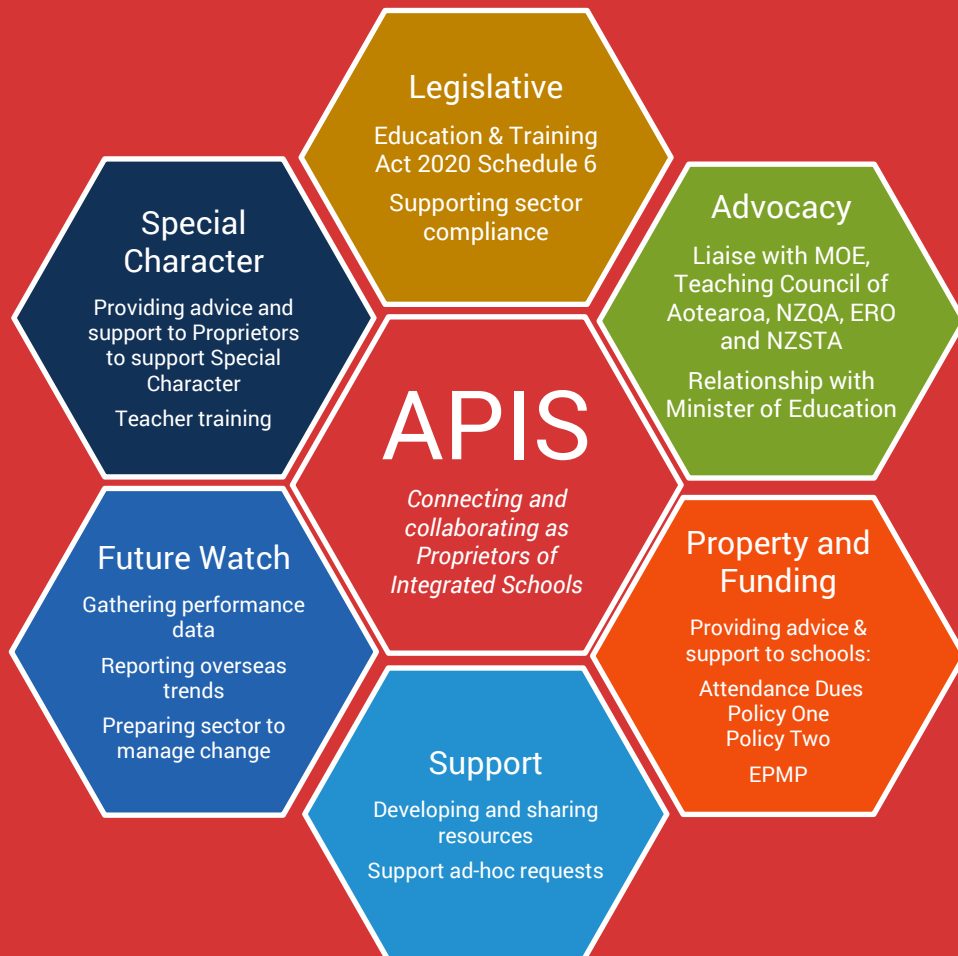 Legislative
Education & Training
Act 2020 Schedule 6
Supporting sector
compliance
Special
Character
Providing advice and
support to Proprietors
to support Special
Character
Teacher training
Advocacy
Liaise with MOE,
Teaching Council of
Aotearoa, NZQA, ERO
and NZSTA
Relationship with
Minister of Education
APIS
Connecting and
collaborating as
Proprietors of
Integrated Schools
Future Watch
Gathering performance
data
Reporting overseas
trends
Preparing sector to
manage change
Property and
Funding
Providing advice &
support to schools:
Attendance Dues
Policy One
Policy Two
EPMP
Support
Developing and sharing
resources
Support ad-hoc requests